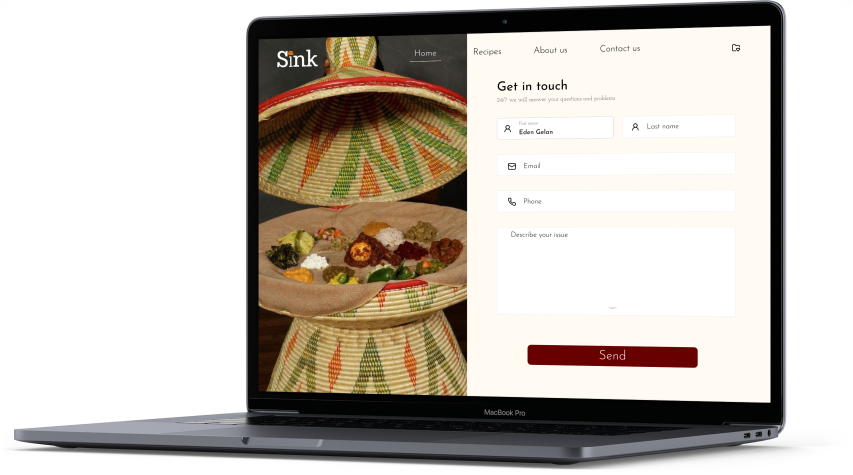 Sink
Home
Recipes
About us
Contact us
Get in touch
24/7 we will answer your questions and problems
First name
Eden Gelan
Last name
Email
Phone
Describe your issue
Send
MacBook Pro